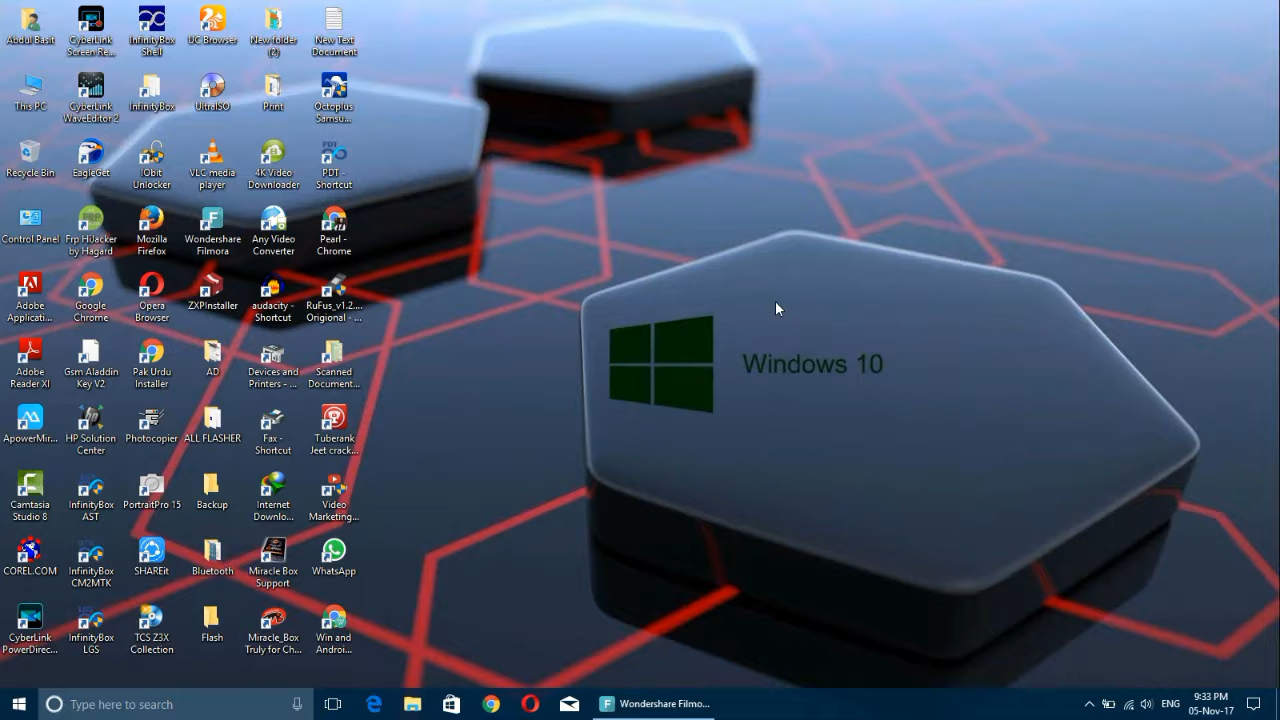 Abdul Basit
CyberLink
Screen Re...
InfinityBox
Shell
UC Browser
New folder
(2)
New Text
Document
This PC
CyberLink
WaveEditor 2
InfinityBox
UltraISO
Print
Octoplus
Samsu...
Recycle Bin
EagleGet
IObit
Unlocker
VLC media
player
4K Video
Downloader
PDT -
Shortcut
Control Panel
Frp HiJacker
by Hagard
Mozilla
Firefox
Wondershare
Filmora
Any Video
Converter
Pearl -
Chrome
Adobe
Applicati...
Google
Chrome
Opera
Browser
ZXPInstaller
audacity -
Shortcut
RuFus_v1.2....
Origional - ...
Adobe
Reader XI
Gsm Aladdin
Key V2
Pak Urdu
Installer
AD
Devices and
Printers - ...
Scanned
Document...
ApowerMir...
HP Solution
Center
Photocopier
ALL FLASHER
Fax -
Shortcut
Tuberank
Jeet crack...
Camtasia
Studio 8
InfinityBox
AST
PortraitPro 15
Backup
Internet
Downlo...
Video
Marketing...
COREL.COM
InfinityBox
CM2MTK
SHAREit
Bluetooth
Miracle Box
Support
WhatsApp
CyberLink
PowerDirec...
InfinityBox
LGS
TCS Z3X
Collection
Flash
Miracle_Box
Truly for Ch...
Win and
Androi...
Windows 10
Type here to search
Wondershare Filmo...
ENG
9:33 PM
05-Nov-17